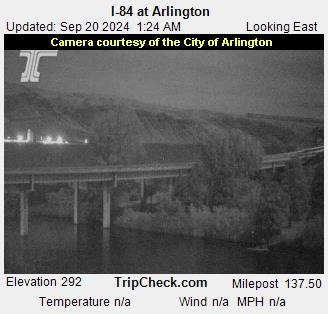 I-84 at Arlington
Updated: Sep 20 2024 1:24 AM Looking East
Camera courtesy of the City of Arlington
Elevation 292 TripCheck.com Milepost 137.50
Temperature n/a Wind n/a MPH n/a